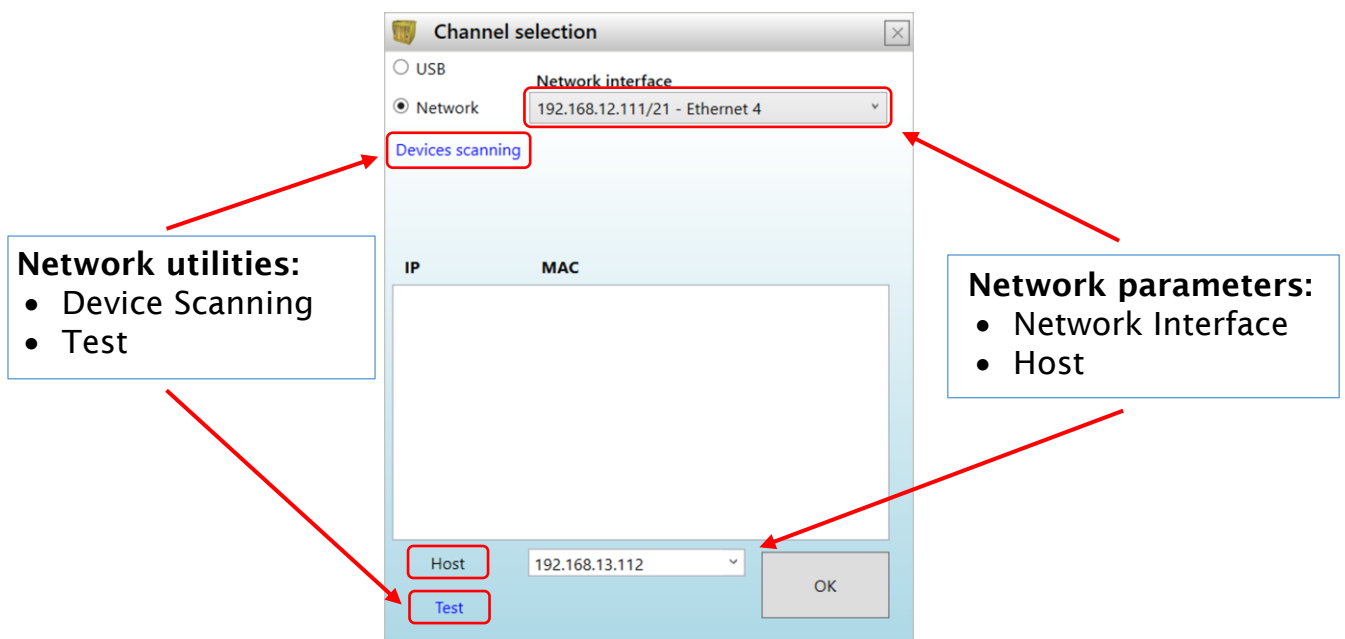 Channel selection
USB
Network interface
Network
192.168.12.111/21 - Ethernet 4
Devices scanning
Network utilities:
• Device Scanning
• Test
IP MAC
Network parameters:
• Network Interface
• Host
Host 192.168.13.112
OK
Test